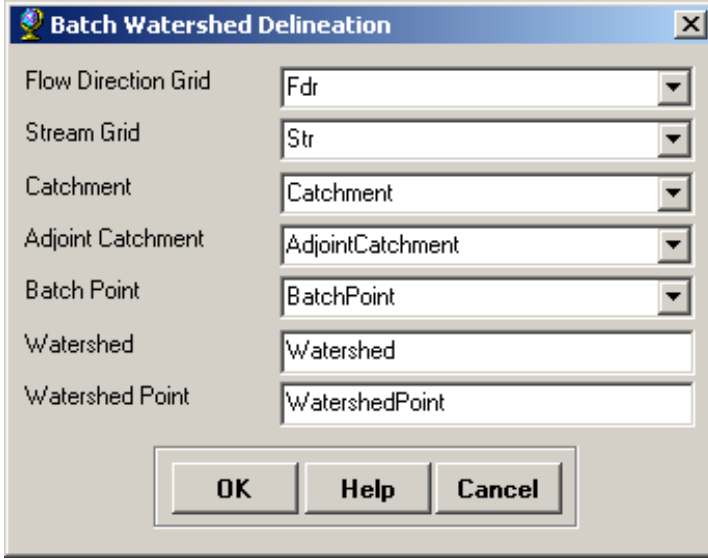 Batch Watershed Delineation
Flow Direction Grid Fdr
Stream Grid Str
Catchment Catchment
Adjoint Catchment AdjointCatchment
Batch Point BatchPoint
Watershed Watershed
Watershed Point WatershedPoint
OK Help Cancel